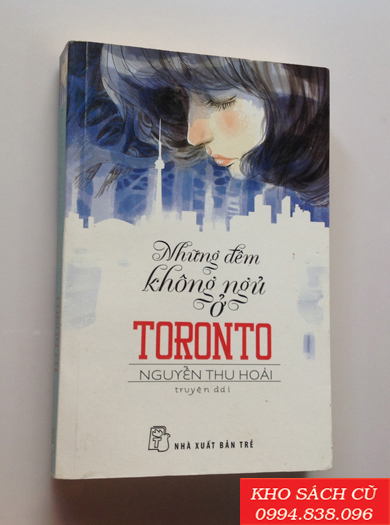 Những đêm
không ngủ
ở
TORONTO
NGUYỄN THU HOÀI
truyện dài
NHÀ XUẤT BẢN TRẺ
KHO SÁCH CŨ
0994.838.096